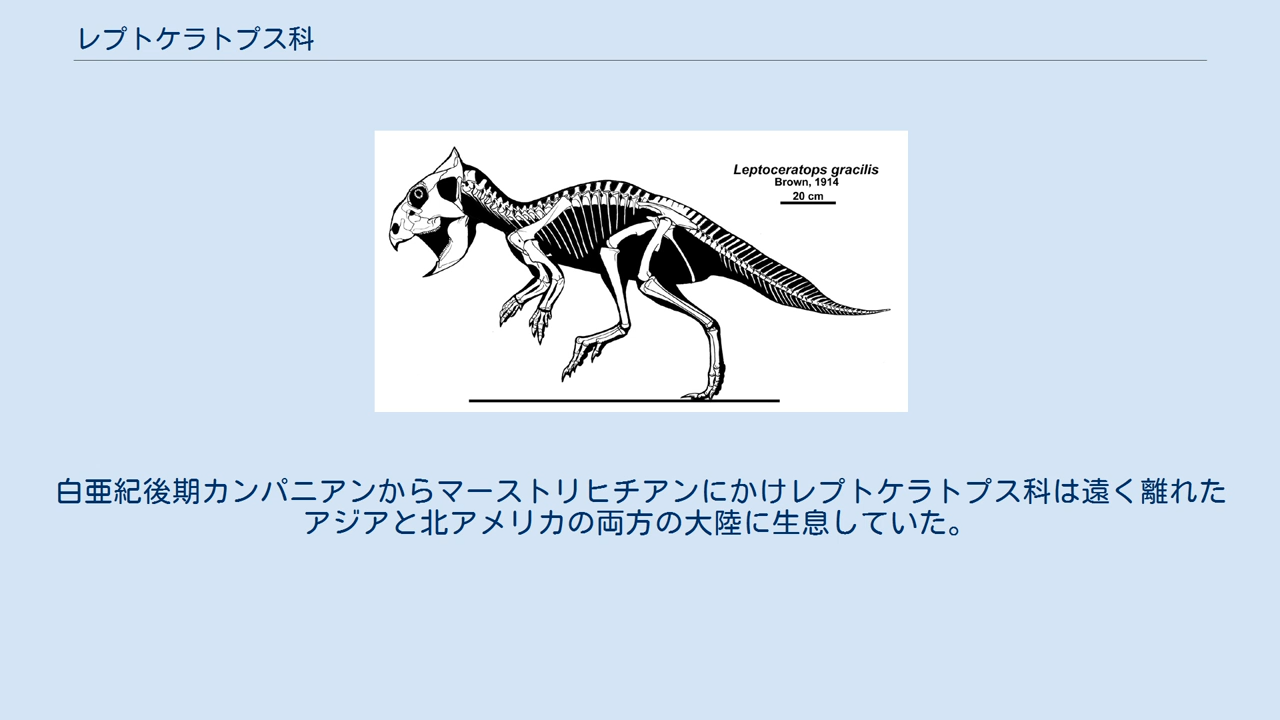 レプトケラトプス科
Leptoceratops gracilis
Brown, 1914
20 cm
白亜紀後期カンパニアンからマーストリヒチアンにかけレプトケラトプス科は遠く離れた
アジアと北アメリカの両方の大陸に生息していた。